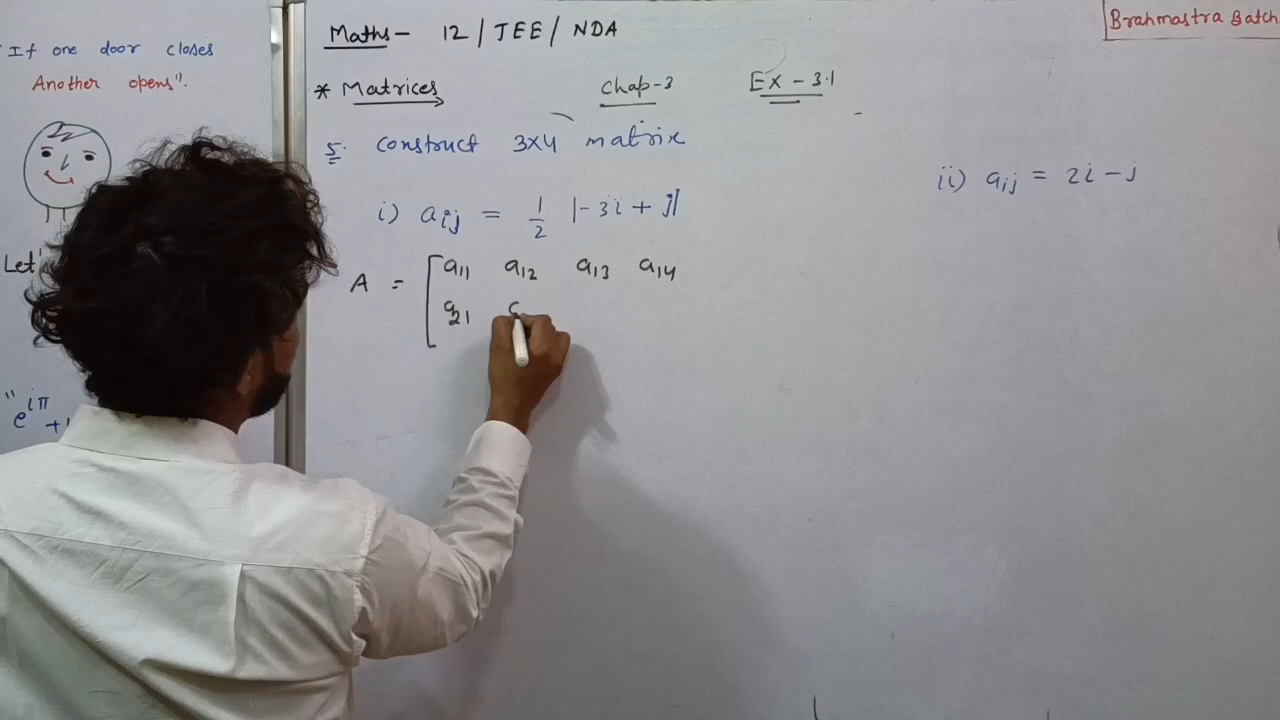 "If one door closes
Another opens".
Let'
"e^iπ +1
Maths - 12 / JEE / NDA
Brahmastra Batch
* Matrices Chap-3 Ex - 3.1
5. Construct 3x4 matrix
i) aij = 1/2 |-3i + j|
A = [a11 a12 a13 a14
a21
ii) aij = 2i - j